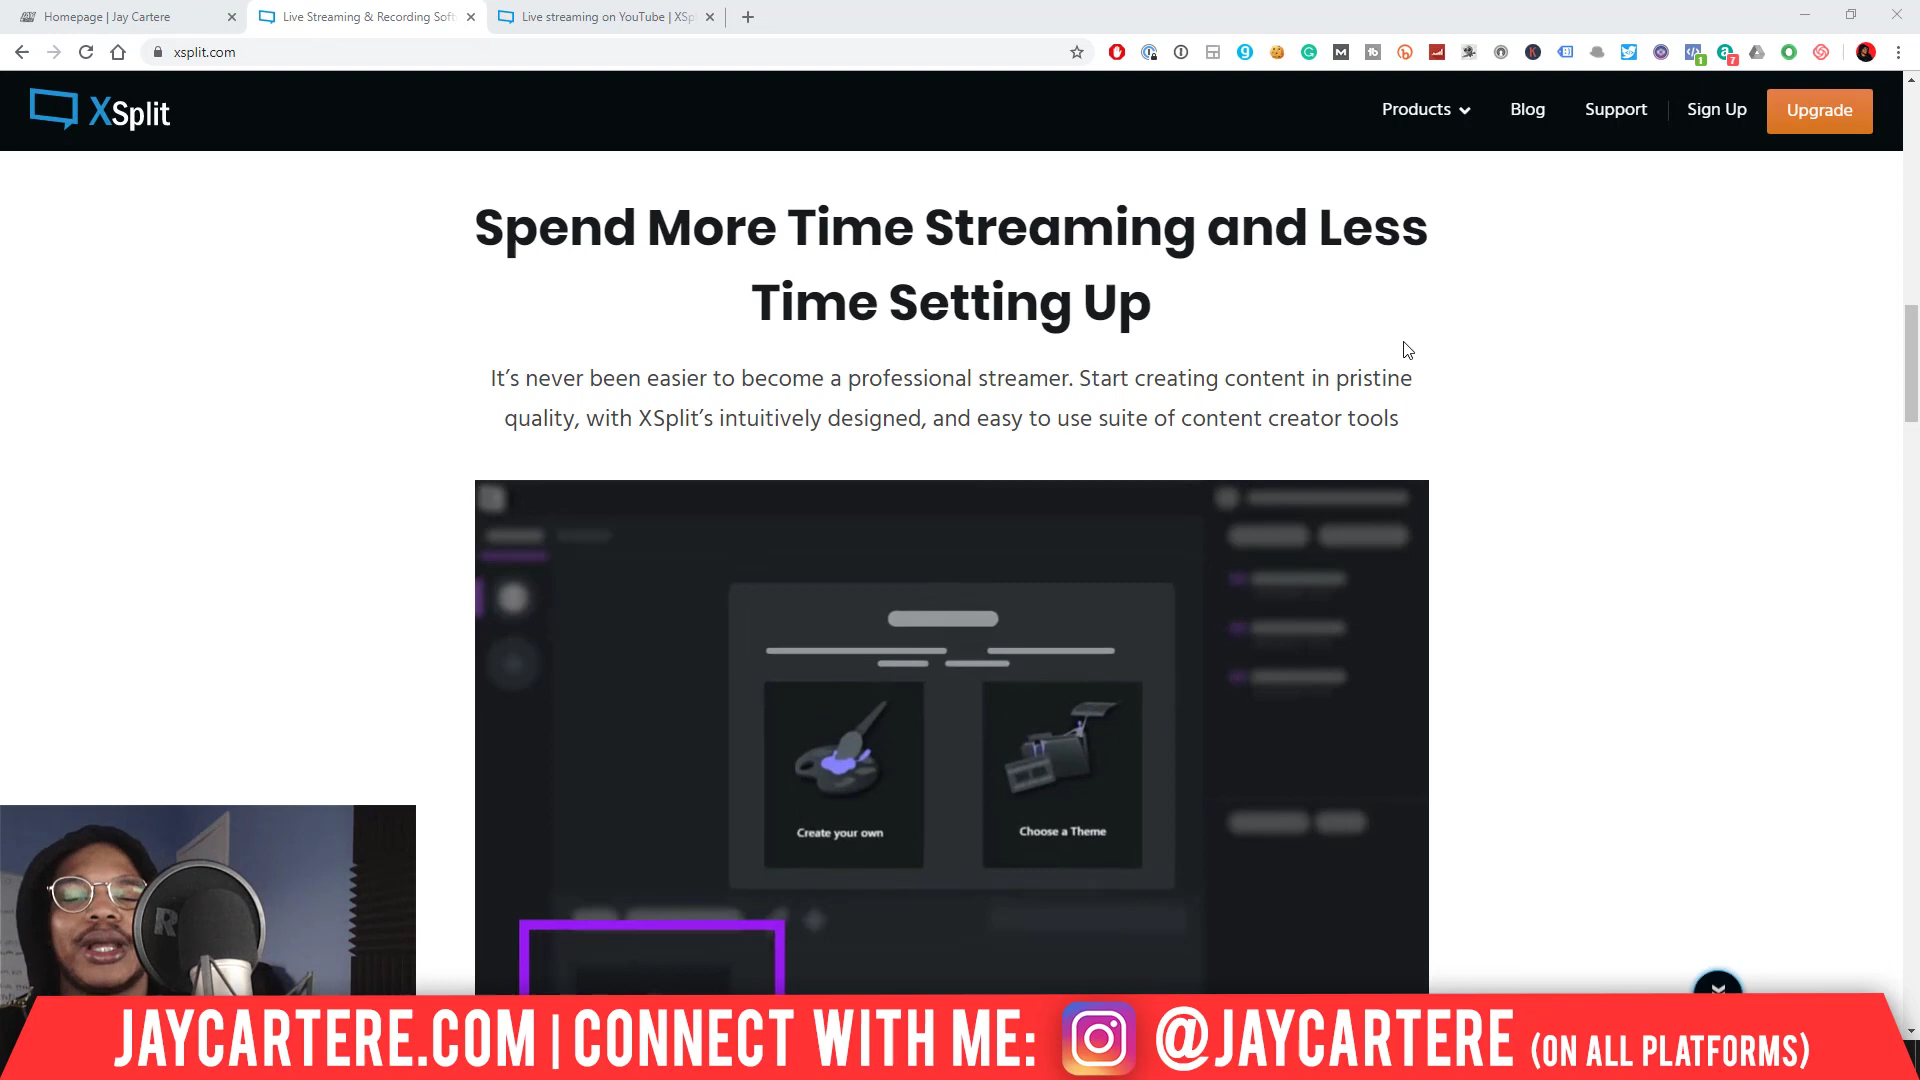 Homepage | Jay Cartere
Live Streaming & Recording Soft
Live streaming on YouTube | XSp
xsplit.com
XSplit
Products
Blog
Support
Sign Up
Upgrade
Spend More Time Streaming and Less
Time Setting Up
It's never been easier to become a professional streamer. Start creating content in pristine
quality, with XSplit's intuitively designed, and easy to use suite of content creator tools
Create your own
Choose a Theme
JAYCARTERE.COM | CONNECT WITH ME: @JAYCARTERE (ON ALL PLATFORMS)